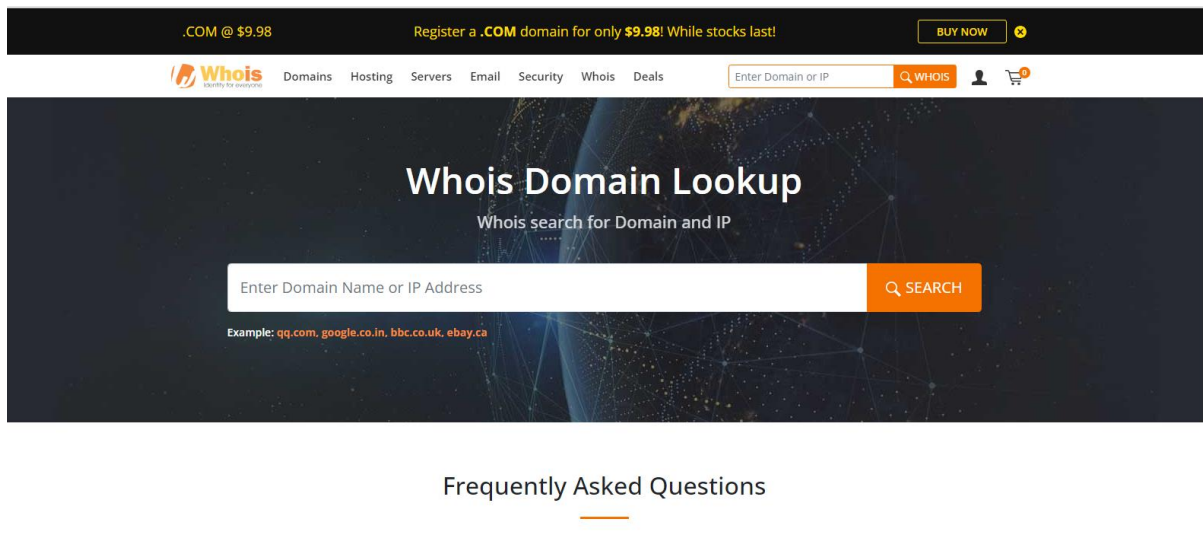 .COM @ $9.98
Register a .COM domain for only $9.98! While stocks last!
BUY NOW
Whois
Identity for everyone
Domains Hosting Servers Email Security Whois Deals
Enter Domain or IP
WHOIS
0
Whois Domain Lookup
Whois search for Domain and IP
Enter Domain Name or IP Address
SEARCH
Example: qq.com, google.co.in, bbc.co.uk, ebay.ca
Frequently Asked Questions